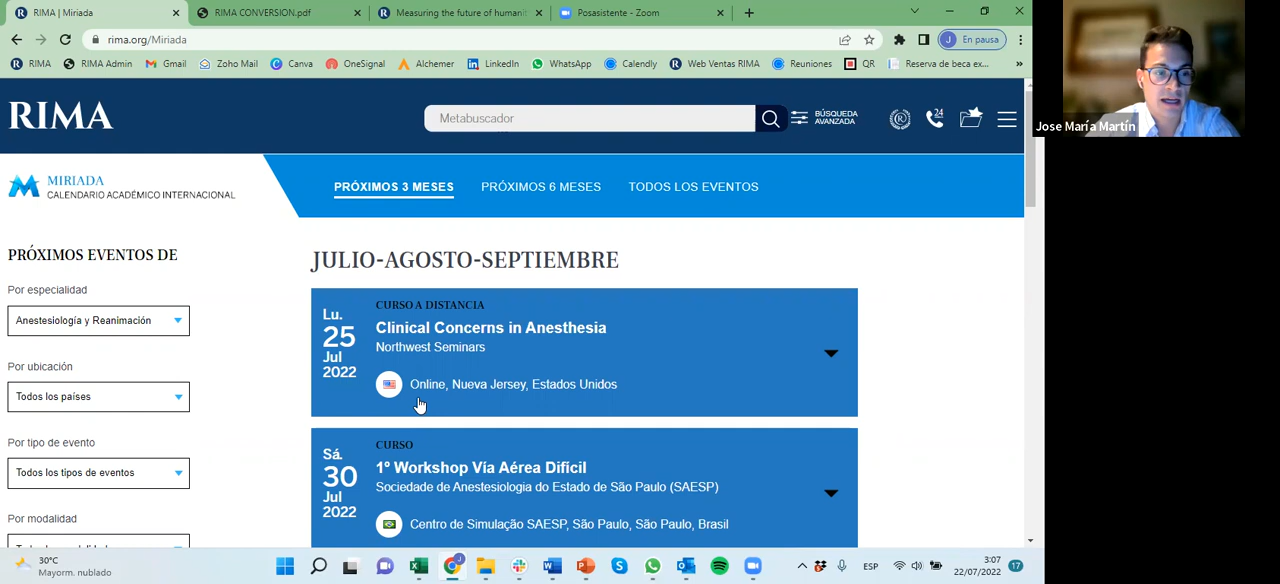 RIMA | Miriada
RIMA CONVERSION.pdf
Measuring the future of humanit
Posasistente - Zoom
rima.org/Miriada
J En pausa
RIMA
RIMA Admin
Gmail
Zoho Mail
Canva
OneSignal
Alchemer
LinkedIn
WhatsApp
Calendly
Web Ventas RIMA
Reuniones
QR
Reserva de beca ex...
»
Jose María Martín
RIMA
Metabuscador
BÚSQUEDA
AVANZADA
24
MIRIADA
CALENDARIO ACADÉMICO INTERNACIONAL
PRÓXIMOS 3 MESES
PRÓXIMOS 6 MESES
TODOS LOS EVENTOS
PRÓXIMOS EVENTOS DE
Por especialidad
Anestesiología y Reanimación
Por ubicación
Todos los países
Por tipo de evento
Todos los tipos de eventos
Por modalidad
JULIO-AGOSTO-SEPTIEMBRE
Lu.
25
Jul
2022
CURSO A DISTANCIA
Clinical Concerns in Anesthesia
Northwest Seminars
Online, Nueva Jersey, Estados Unidos
Sá.
30
Jul
2022
CURSO
1º Workshop Vía Aérea Difícil
Sociedade de Anestesiologia do Estado de São Paulo (SAESP)
Centro de Simulação SAESP, São Paulo, São Paulo, Brasil
30°C
Mayorm. nublado
ESP
3:07
22/07/2022
17